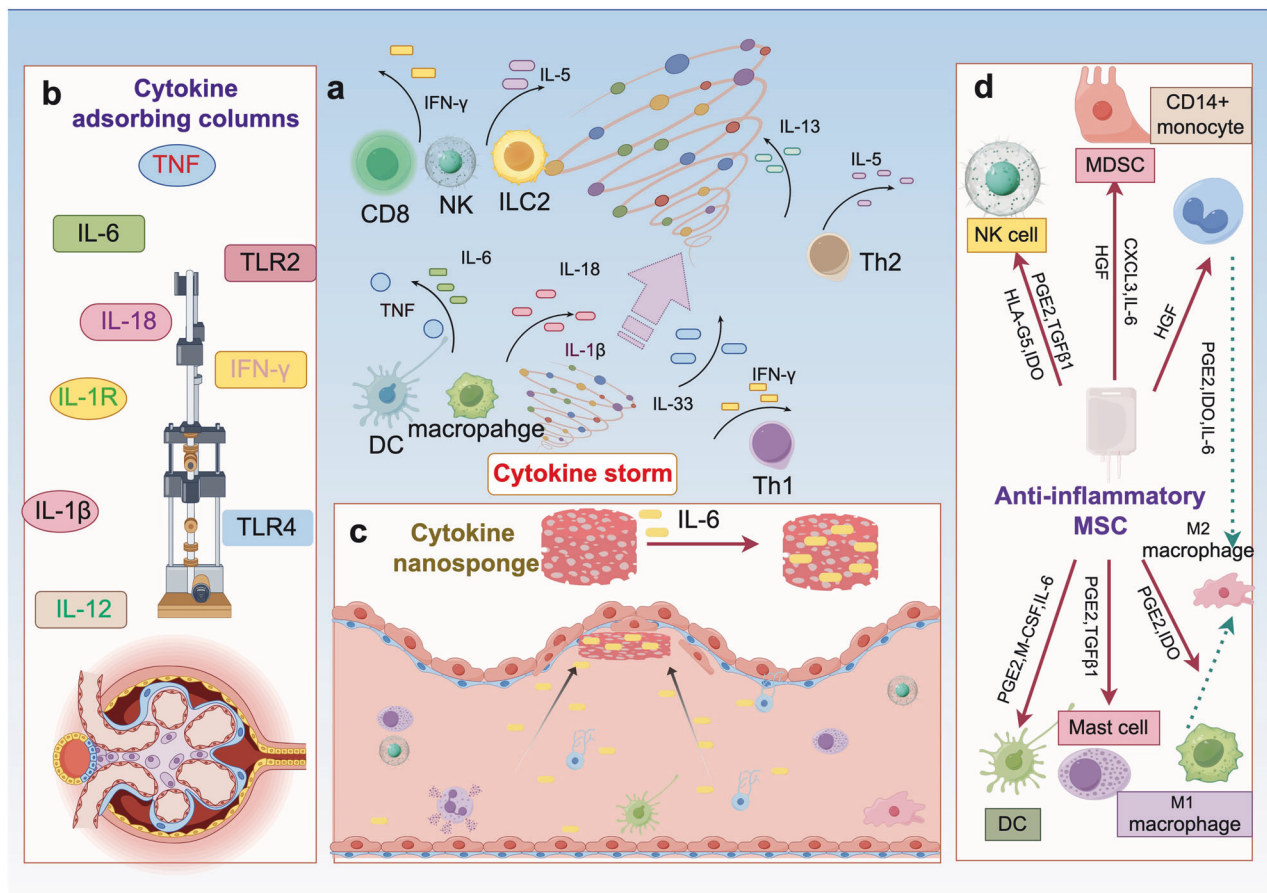 b
Cytokine
adsorbing columns
TNF
IL-6
TLR2
IL-18
IFN-γ
IL-1R
IL-1β
TLR4
IL-12
a
IFN-γ
IL-5
CD8
NK
ILC2
IL-13
IL-5
Th2
IL-6
TNF
IL-18
IL-1β
IL-33
IFN-γ
DC
macropahge
Th1
Cytokine storm
c
Cytokine
nanosponge
IL-6
d
CD14+
monocyte
MDSC
NK cell
PGE2,TGFβ1
HLA-G5,IDO
CXCL3,IL-6
HGF
HGF
PGE2,IDO,IL-6
Anti-inflammatory
MSC
M2
macrophage
PGE2,M-CSF,IL-6
PGE2,TGFβ1
PGE2,IDO
Mast cell
DC
M1
macrophage